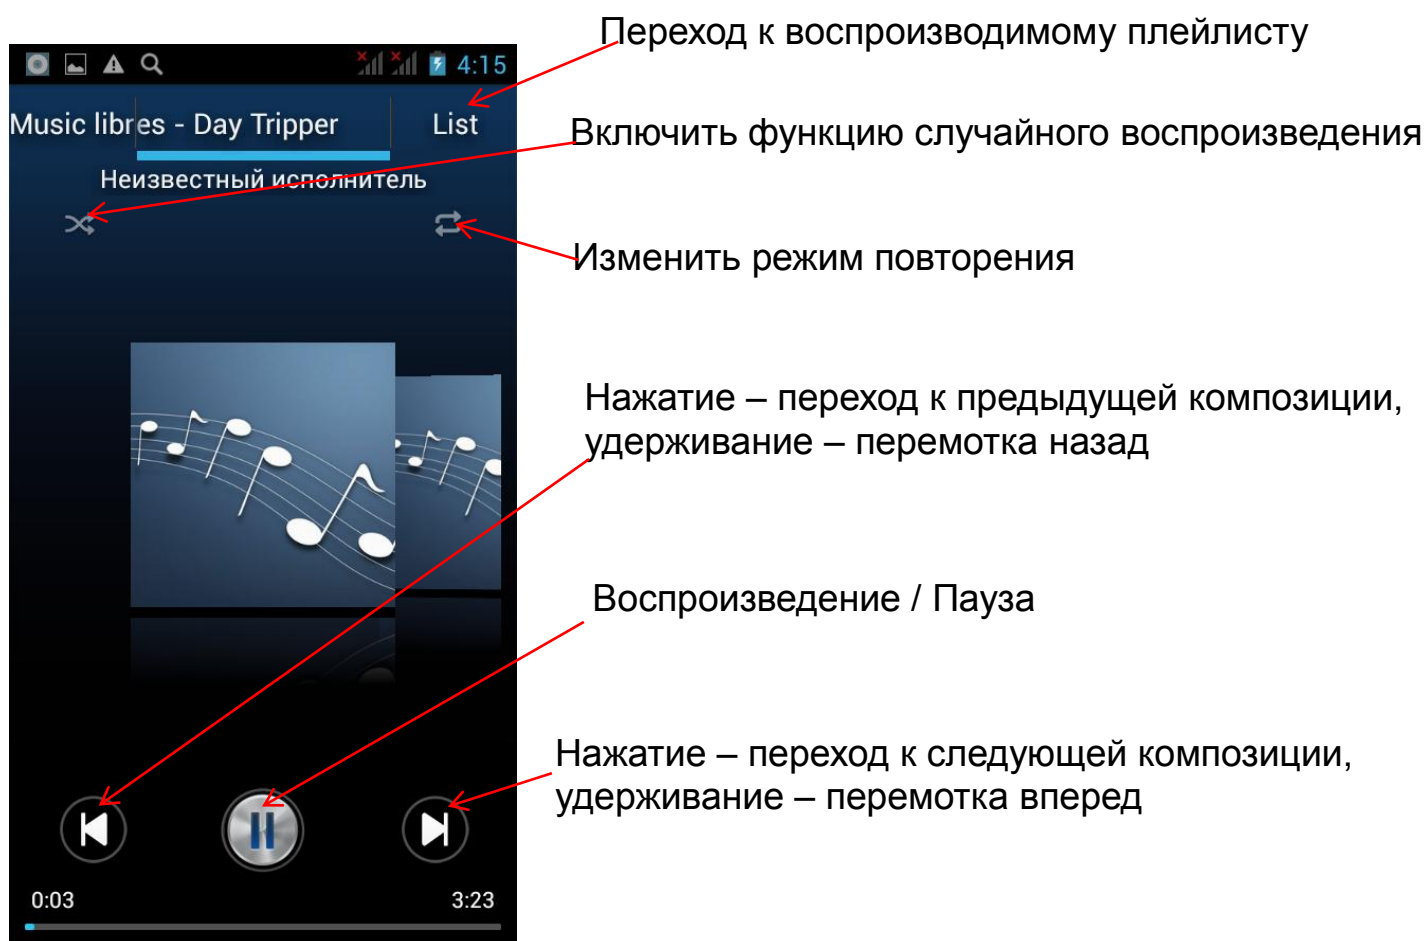 Переход к воспроизводимому плейлисту
4:15
Music libres - Day Tripper
List
Включить функцию случайного воспроизведения
Неизвестный исполнитель
Изменить режим повторения
Нажатие – переход к предыдущей композиции,
удерживание – перемотка назад
Воспроизведение / Пауза
Нажатие – переход к следующей композиции,
удерживание – перемотка вперед
0:03
3:23